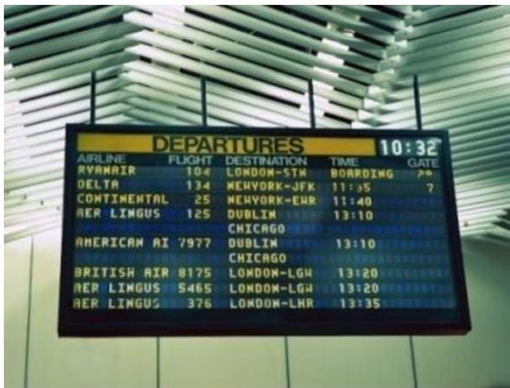 DEPARTURES 10:32
AIRLINE FLIGHT DESTINATION TIME GATE
RYANAIR 104 LONDON-STN BOARDING
DELTA 134 NEWYORK-JFK 11:35 ?
CONTINENTAL 25 NEWYORK-EWR 11:40
AER LINGUS 125 DUBLIN 13:10
CHICAGO
AMERICAN AI 7977 DUBLIN 13:10
CHICAGO
BRITISH AIR 8175 LONDON-LGW 13:20
AER LINGUS 5465 LONDON-LGW 13:20
AER LINGUS 376 LONDON-LHR 13:35